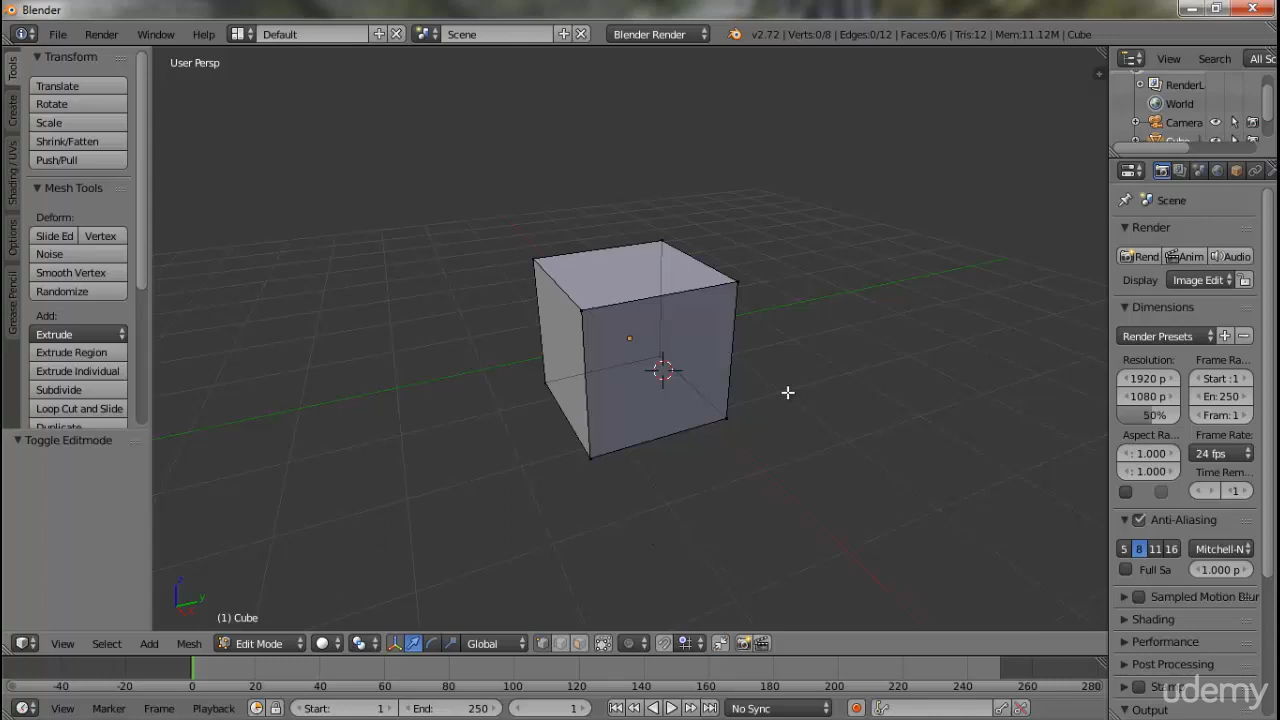 Blender
File Render Window Help Default Scene Blender Render v2.72 | Verts:0/8 | Edges:0/12 | Faces:0/6 | Tris:12 | Mem:11.12M | Cube
Transform
Translate
Rotate
Scale
Shrink/Fatten
Push/Pull
Mesh Tools
Deform:
Slide Ed Vertex
Noise
Smooth Vertex
Randomize
Add:
Extrude
Extrude Region
Extrude Individual
Subdivide
Loop Cut and Slide
Duplicate
Toggle Editmode
Tools
Create
Shading / UVs
Options
Grease Pencil
User Persp
z
y
x
(1) Cube
View Select Add Mesh Edit Mode Global
-40 -20 0 20 40 60 80 100 120 140 160 180 200 220 240 260 280
View Marker Frame Playback Start: 1 End: 250 1 No Sync
View Search All Sc
RenderL
World
Camera
Cube
Scene
Render
Rend Anim Audio
Display Image Edit
Dimensions
Render Presets
Resolution: Frame Ra...
1920 p Start :1
1080 p En: 250
50% Fram: 1
Aspect Ra... Frame Rate:
: 1.000 24 fps
: 1.000 Time Rem...
1
Anti-Aliasing
5 8 11 16 Mitchell-N
Full Sa 1.000 p
Sampled Motion Blur
Shading
Performance
Post Processing
Stamp
Output
udemy